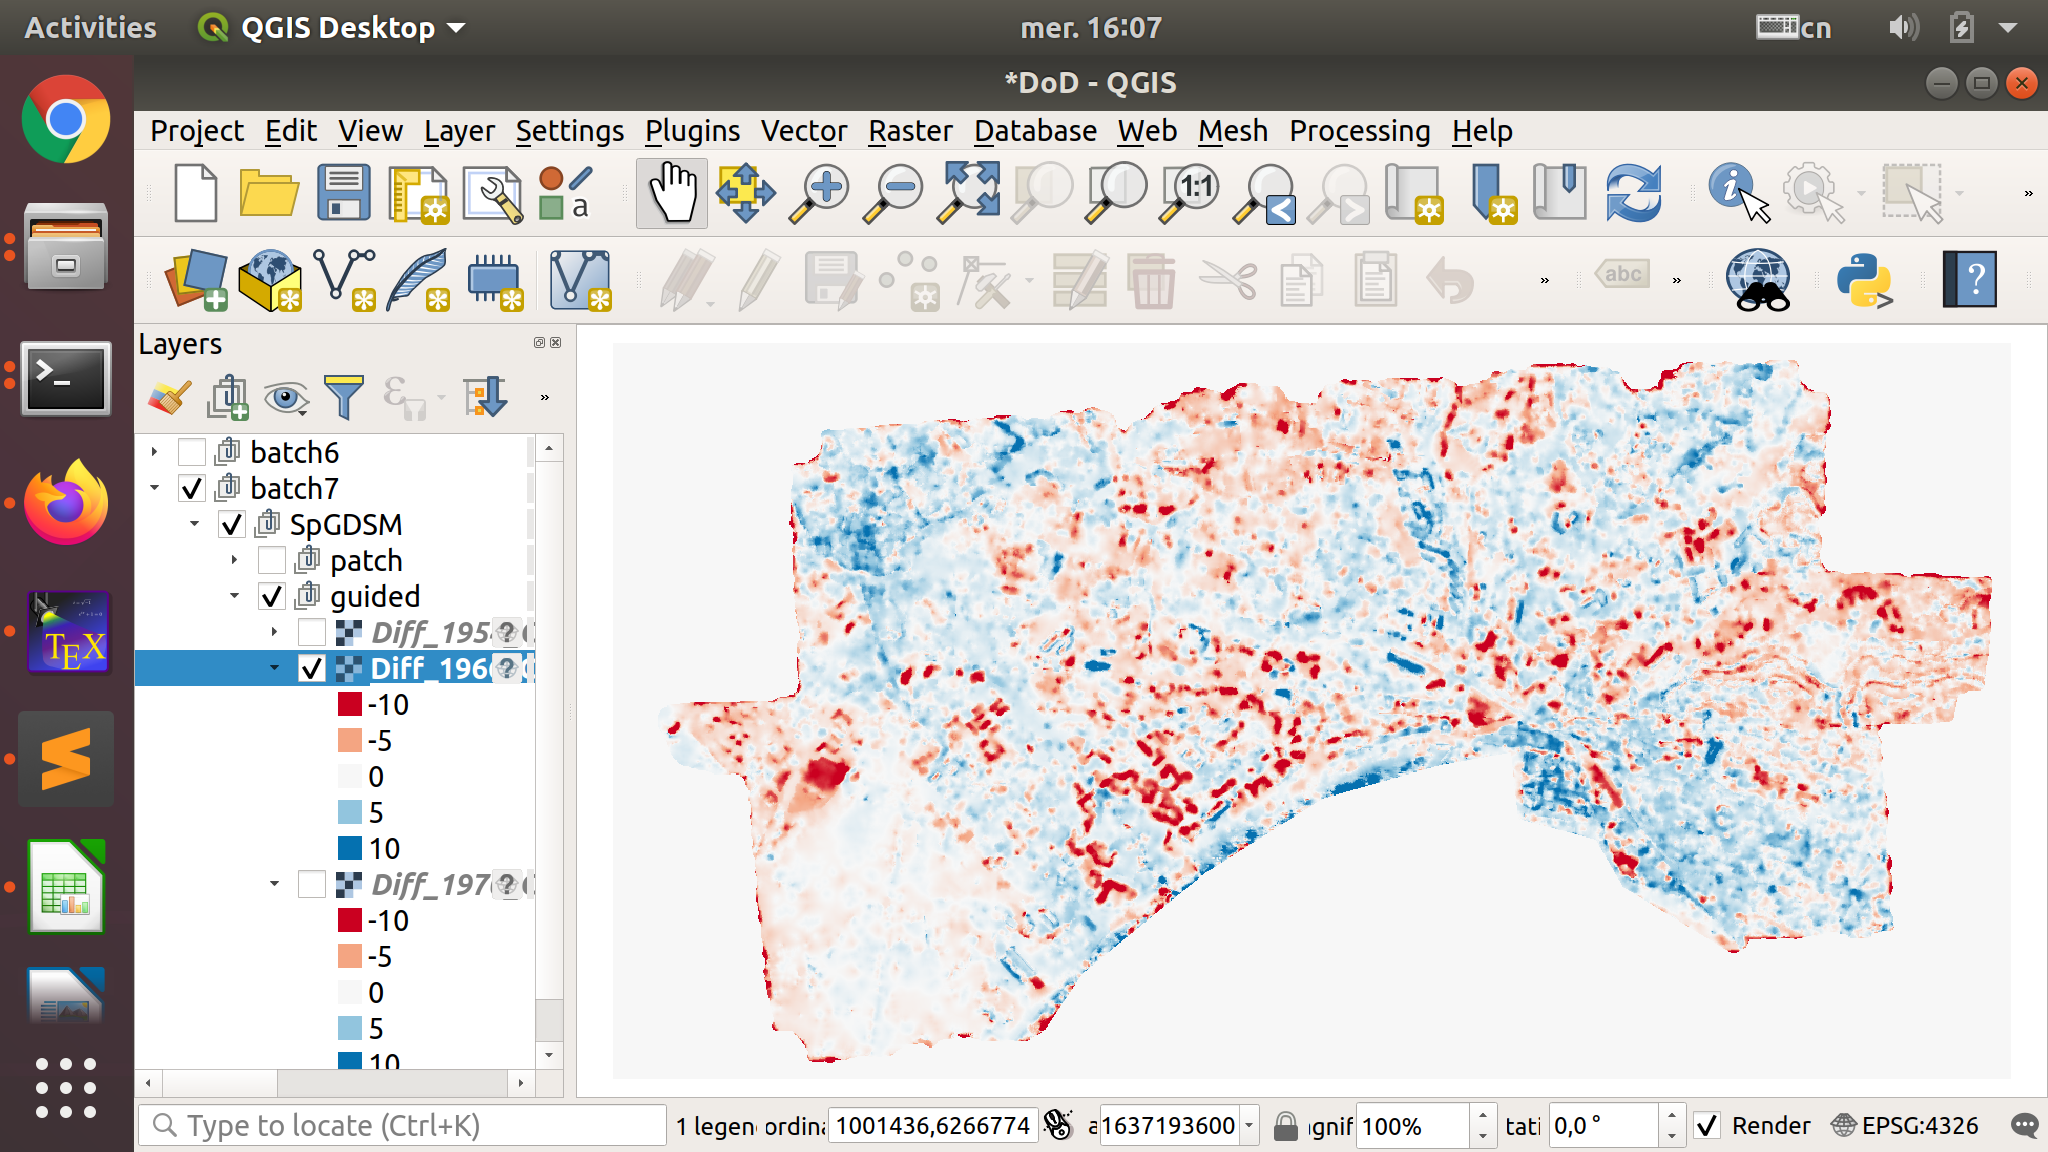 Activities QGIS Desktop mer. 16:07 cn
*DoD - QGIS
Project Edit View Layer Settings Plugins Vector Raster Database Web Mesh Processing Help
1:1 »
a
» abc » ?
Layers
ε »
batch6
batch7
SpGDSM
patch
guided
Diff_195
Diff_196
-10
-5
0
5
10
Diff_197
-10
-5
0
5
10
TEX
Type to locate (Ctrl+K) 1 legen ordina 1001436,6266774 a 1637193600 agnif 100% tati 0,0 ° Render EPSG:4326